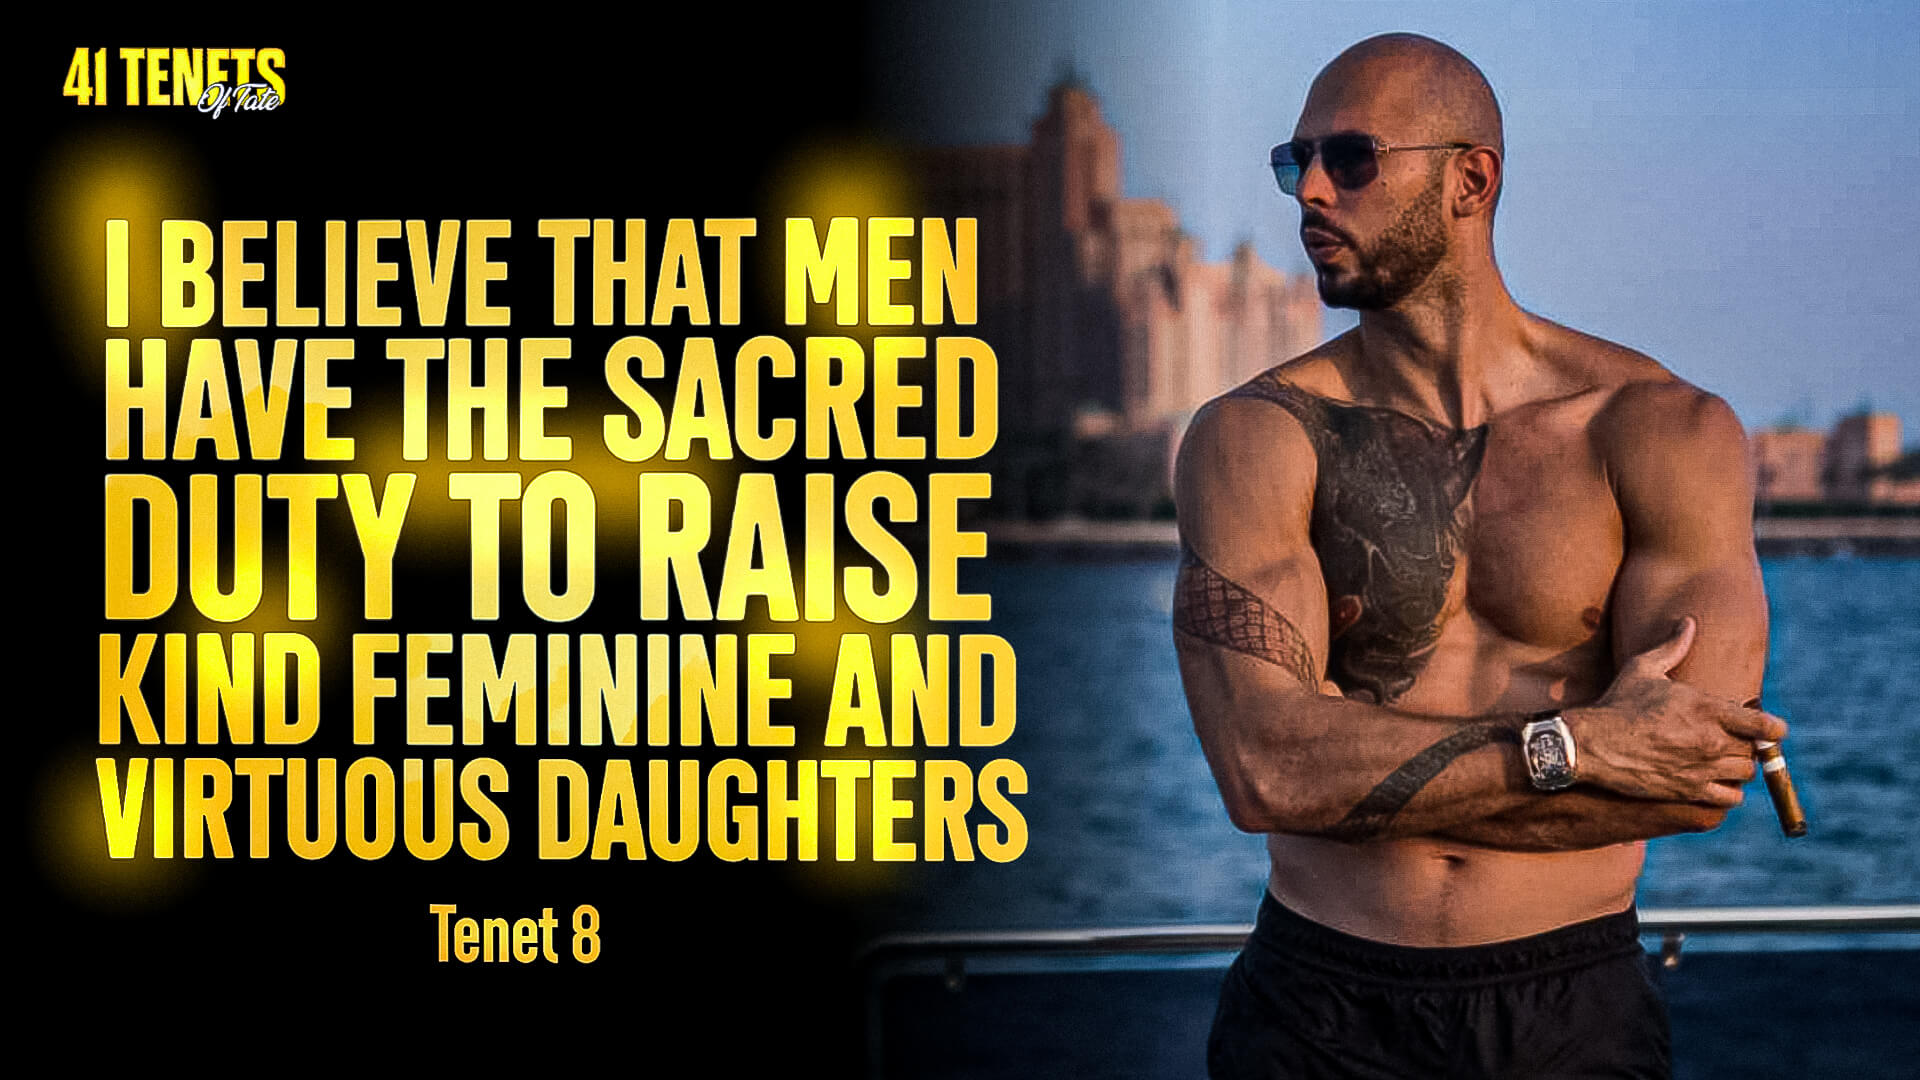 41 TENETS
Of Tate
I BELIEVE THAT MEN
HAVE THE SACRED
DUTY TO RAISE
KIND FEMININE AND
VIRTUOUS DAUGHTERS
Tenet 8